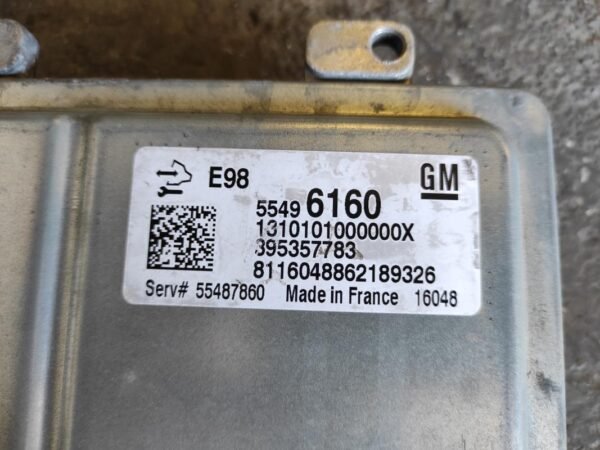 E98
GM
5549 6160
1310101000000X
395357783
8116048862189326
Serv# 55487860 Made in France 16048